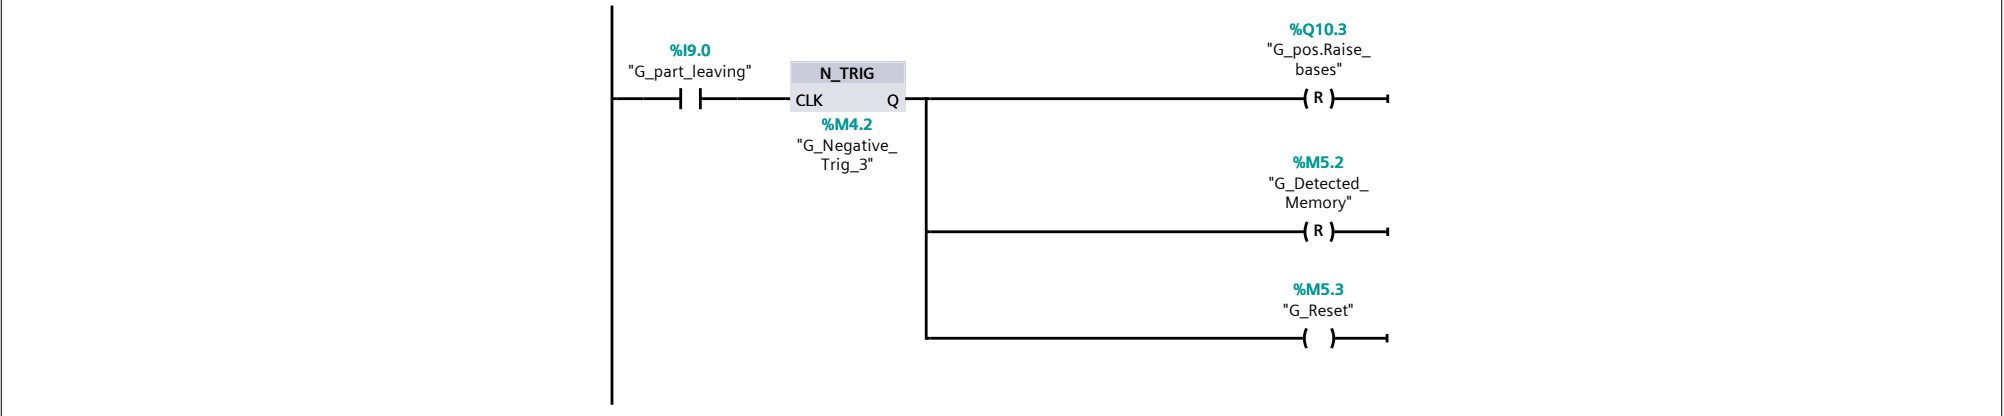 %I9.0
"G_part_leaving"
N_TRIG
CLK Q
%M4.2
"G_Negative_
Trig_3"
%Q10.3
"G_pos.Raise_
bases"
R
%M5.2
"G_Detected_
Memory"
R
%M5.3
"G_Reset"